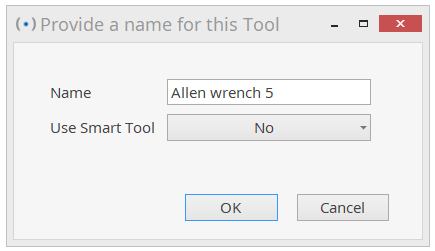 Provide a name for this Tool
Name Allen wrench 5
Use Smart Tool No
OK Cancel